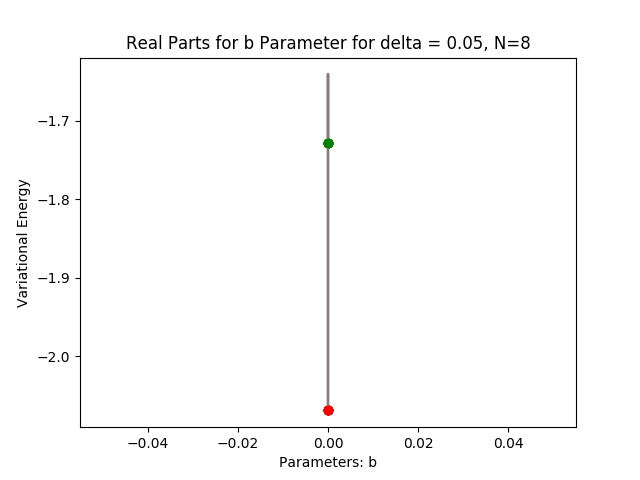 Real Parts for b Parameter for delta = 0.05, N=8
Variational Energy
−1.7
−1.8
−1.9
−2.0
−0.04 −0.02 0.00 0.02 0.04
Parameters: b